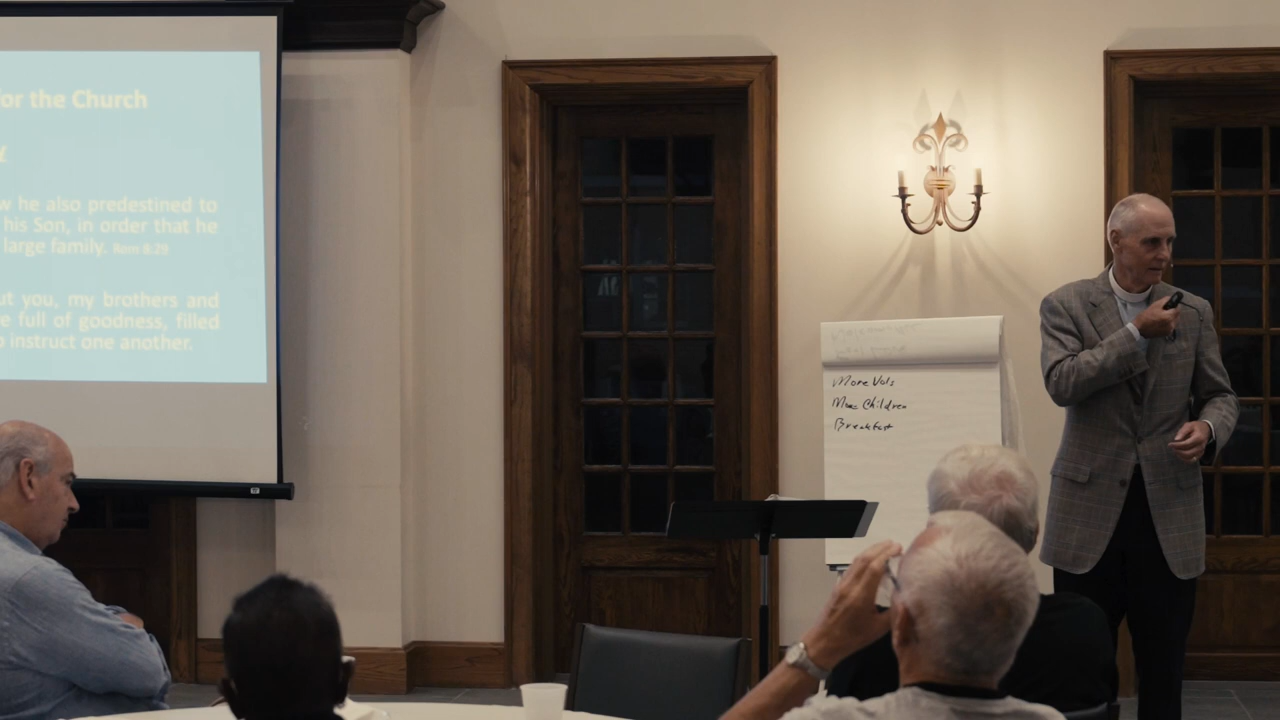 for the Church
w he also predestined to
his Son, in order that he
large family. Rom 8:29
ut you, my brothers and
e full of goodness, filled
o instruct one another.
More Vols
More Children
Breakfast